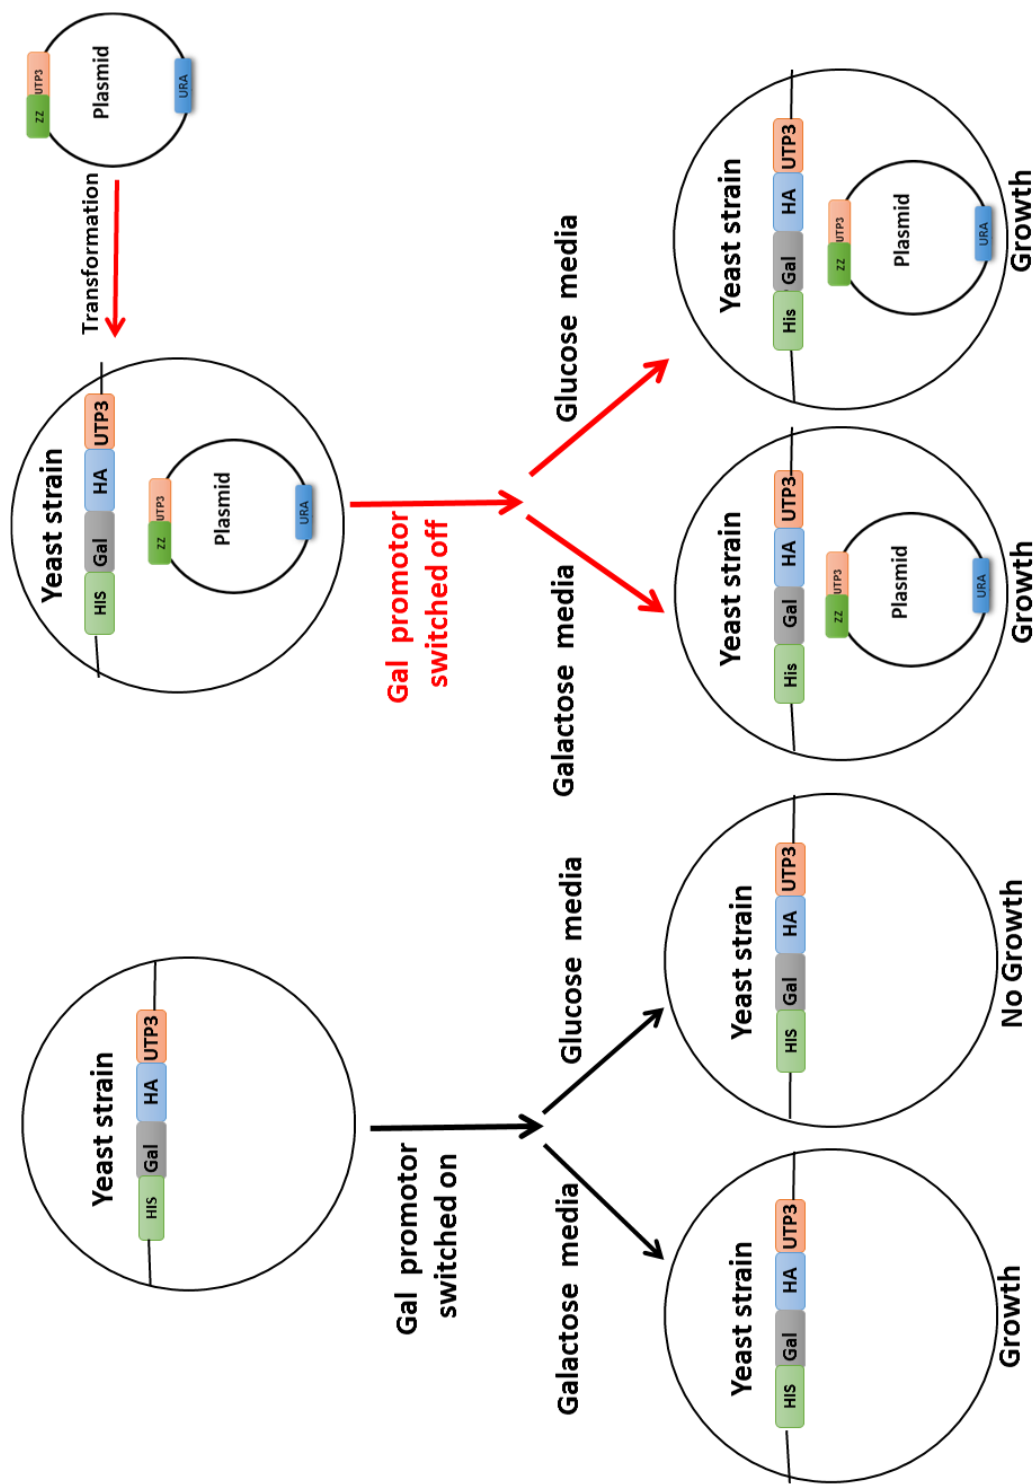 Yeast strain
HIS
Gal
HA
UTP3
Gal promotor
switched on
Galactose media
Glucose media
Yeast strain
HIS
Gal
HA
UTP3
Growth
Yeast strain
HIS
Gal
HA
UTP3
No Growth
ZZ
UTP3
Plasmid
URA
Transformation
Yeast strain
HIS
Gal
HA
UTP3
ZZ
UTP3
Plasmid
URA
Gal promotor
switched off
Galactose media
Glucose media
Yeast strain
His
Gal
HA
UTP3
ZZ
UTP3
Plasmid
URA
Growth
Yeast strain
His
Gal
HA
UTP3
ZZ
UTP3
Plasmid
URA
Growth